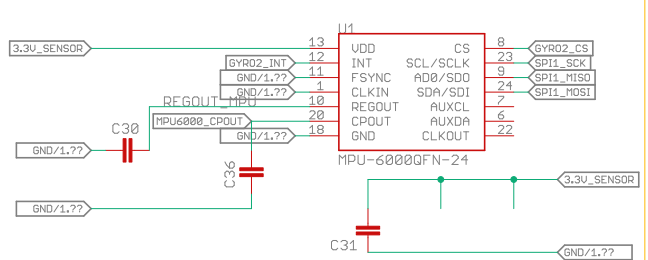 U1
3.3V_SENSOR 13 VDD CS 8 GYRO2_CS
GYRO2_INT 12 INT SCL/SCLK 23 SPI1_SCK
GND/1.?? 11 FSYNC AD0/SDO 9 SPI1_MISO
GND/1.?? 1 CLKIN SDA/SDI 24 SPI1_MOSI
REGOUT_MPU 10 REGOUT AUXCL 7
MPU6000_CPOUT 20 CPOUT AUXDA 6
GND/1.?? 18 GND CLKOUT 22
C30
GND/1.??
MPU-6000QFN-24
C36
3.3V_SENSOR
GND/1.??
C31
GND/1.??